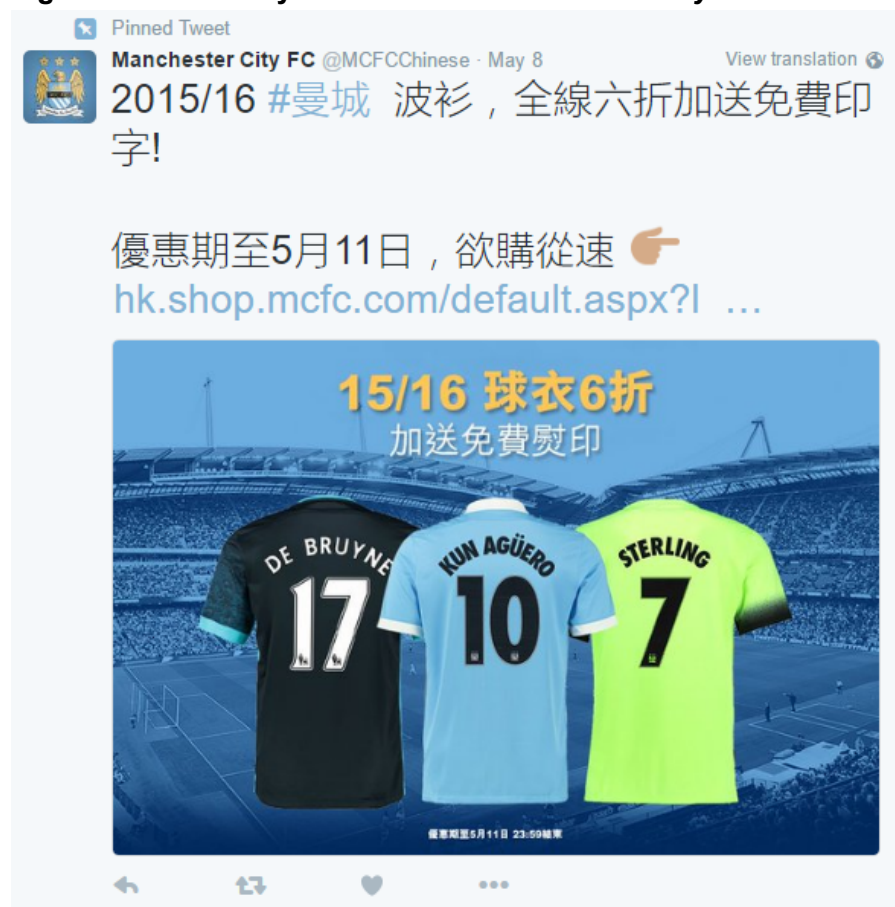 Pinned Tweet
Manchester City FC @MCFCChinese · May 8 View translation
2015/16 #曼城 波衫，全線六折加送免費印
字!
優惠期至5月11日，欲購從速
hk.shop.mcfc.com/default.aspx?l …
15/16 球衣6折
加送免費熨印
DE BRUYNE
17
KUN AGÜERO
10
STERLING
7
優惠期至5月11日 23:59結束